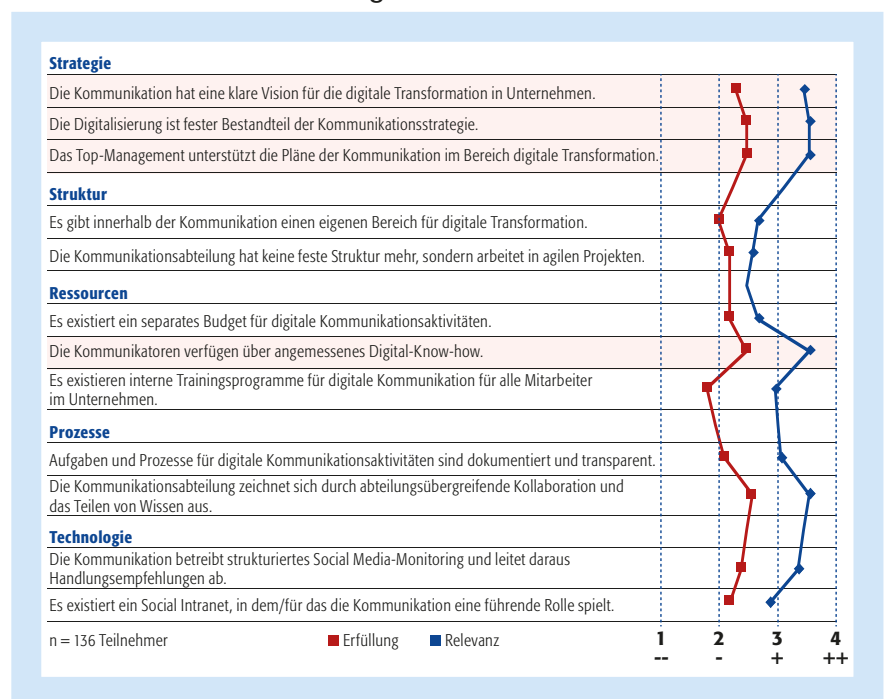 Strategie
Die Kommunikation hat eine klare Vision für die digitale Transformation in Unternehmen.
Die Digitalisierung ist fester Bestandteil der Kommunikationsstrategie.
Das Top-Management unterstützt die Pläne der Kommunikation im Bereich digitale Transformation.
Struktur
Es gibt innerhalb der Kommunikation einen eigenen Bereich für digitale Transformation.
Die Kommunikationsabteilung hat keine feste Struktur mehr, sondern arbeitet in agilen Projekten.
Ressourcen
Es existiert ein separates Budget für digitale Kommunikationsaktivitäten.
Die Kommunikatoren verfügen über angemessenes Digital-Know-how.
Es existieren interne Trainingsprogramme für digitale Kommunikation für alle Mitarbeiter
im Unternehmen.
Prozesse
Aufgaben und Prozesse für digitale Kommunikationsaktivitäten sind dokumentiert und transparent.
Die Kommunikationsabteilung zeichnet sich durch abteilungsübergreifende Kollaboration und
das Teilen von Wissen aus.
Technologie
Die Kommunikation betreibt strukturiertes Social Media-Monitoring und leitet daraus
Handlungsempfehlungen ab.
Es existiert ein Social Intranet, in dem/für das die Kommunikation eine führende Rolle spielt.
n = 136 Teilnehmer Erfüllung Relevanz 1 2 3 4
-- - + ++